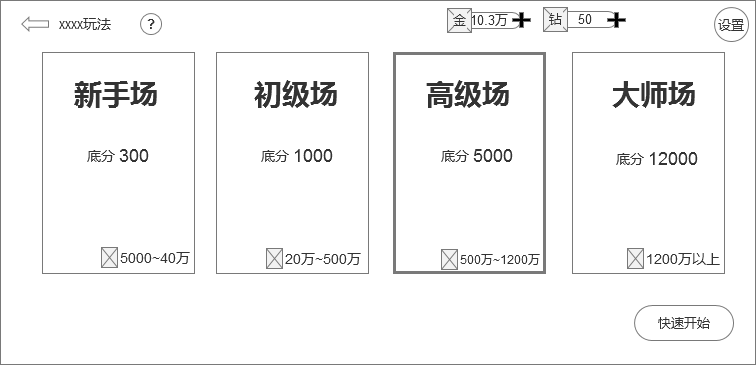 xxxx玩法
?
金 10.3万
钻 50
设置
新手场
底分 300
5000~40万
初级场
底分 1000
20万~500万
高级场
底分 5000
500万~1200万
大师场
底分 12000
1200万以上
快速开始